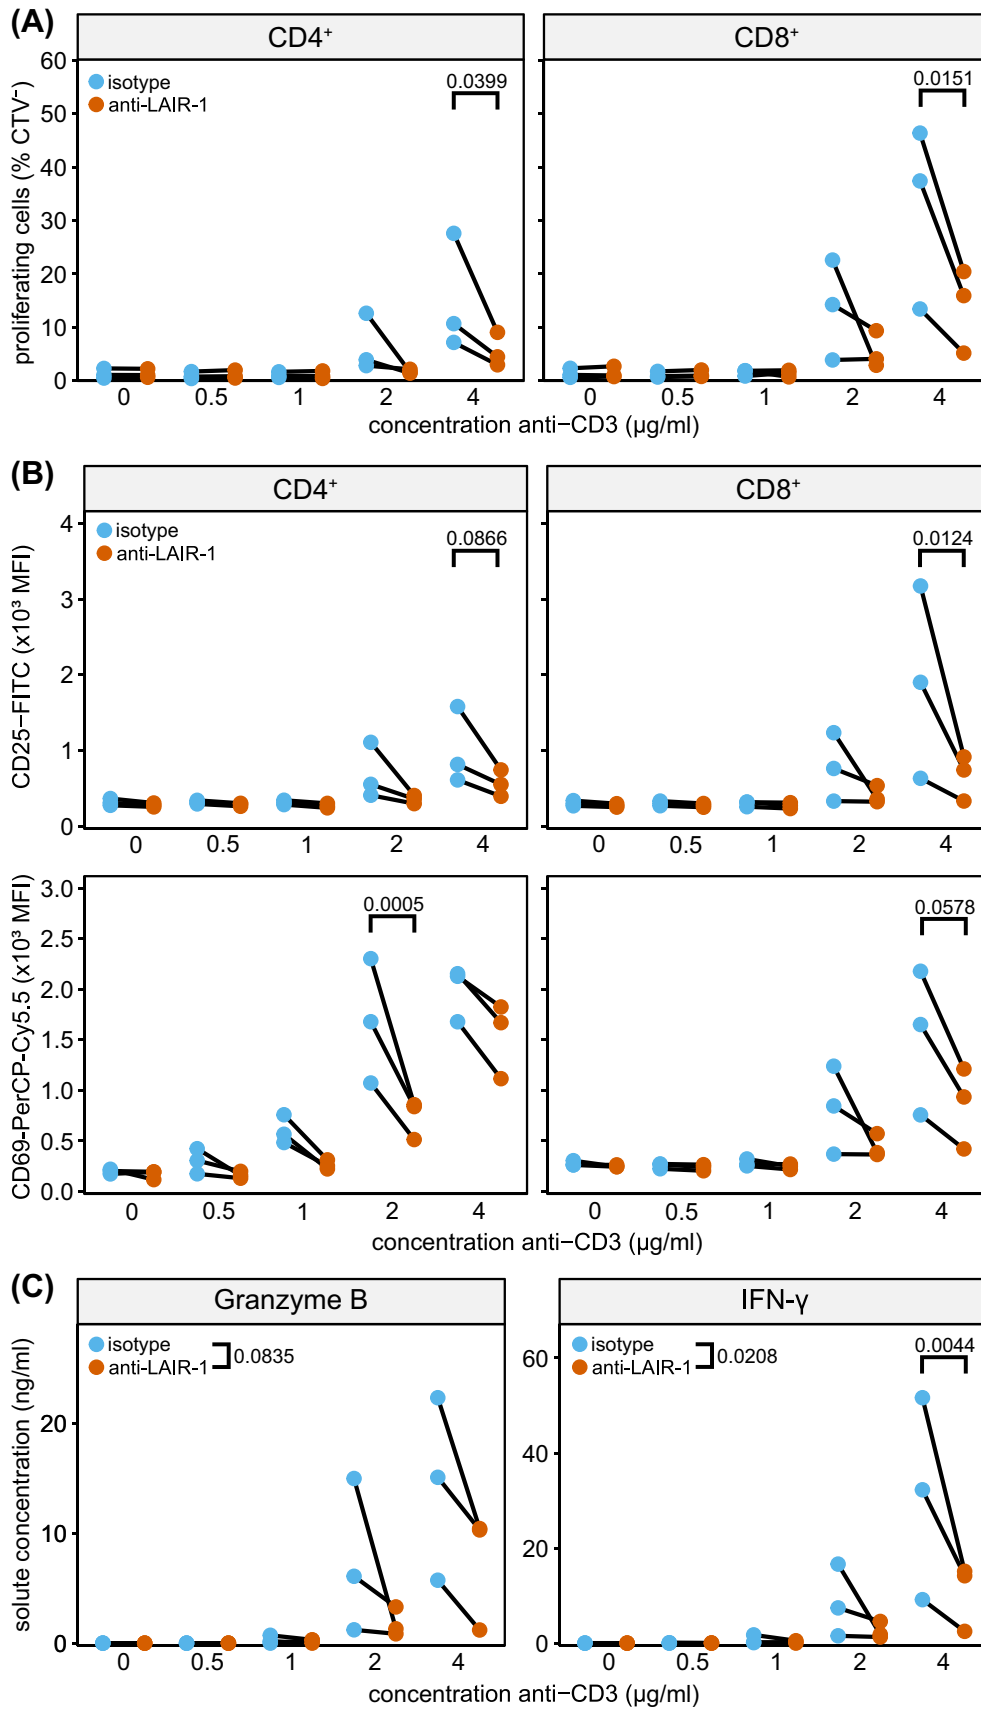 (A)
CD4⁺ CD8⁺
60
50
40
30
20
10
0
proliferating cells (% CTV⁻)
isotype
anti-LAIR-1
0.0399
0.0151
0 0.5 1 2 4 0 0.5 1 2 4
concentration anti−CD3 (µg/ml)
(B)
CD4⁺ CD8⁺
4
3
2
1
0
CD25−FITC (x10³ MFI)
isotype
anti-LAIR-1
0.0866
0.0124
0 0.5 1 2 4 0 0.5 1 2 4
3.0
2.5
2.0
1.5
1.0
0.5
0.0
CD69-PerCP-Cy5.5 (x10³ MFI)
0.0005
0.0578
0 0.5 1 2 4 0 0.5 1 2 4
concentration anti−CD3 (µg/ml)
(C)
Granzyme B IFN-γ
solute concentration (ng/ml)
20
10
0
isotype
anti-LAIR-1
0.0835
60
40
20
0
isotype
anti-LAIR-1
0.0208
0.0044
0 0.5 1 2 4 0 0.5 1 2 4
concentration anti−CD3 (µg/ml)